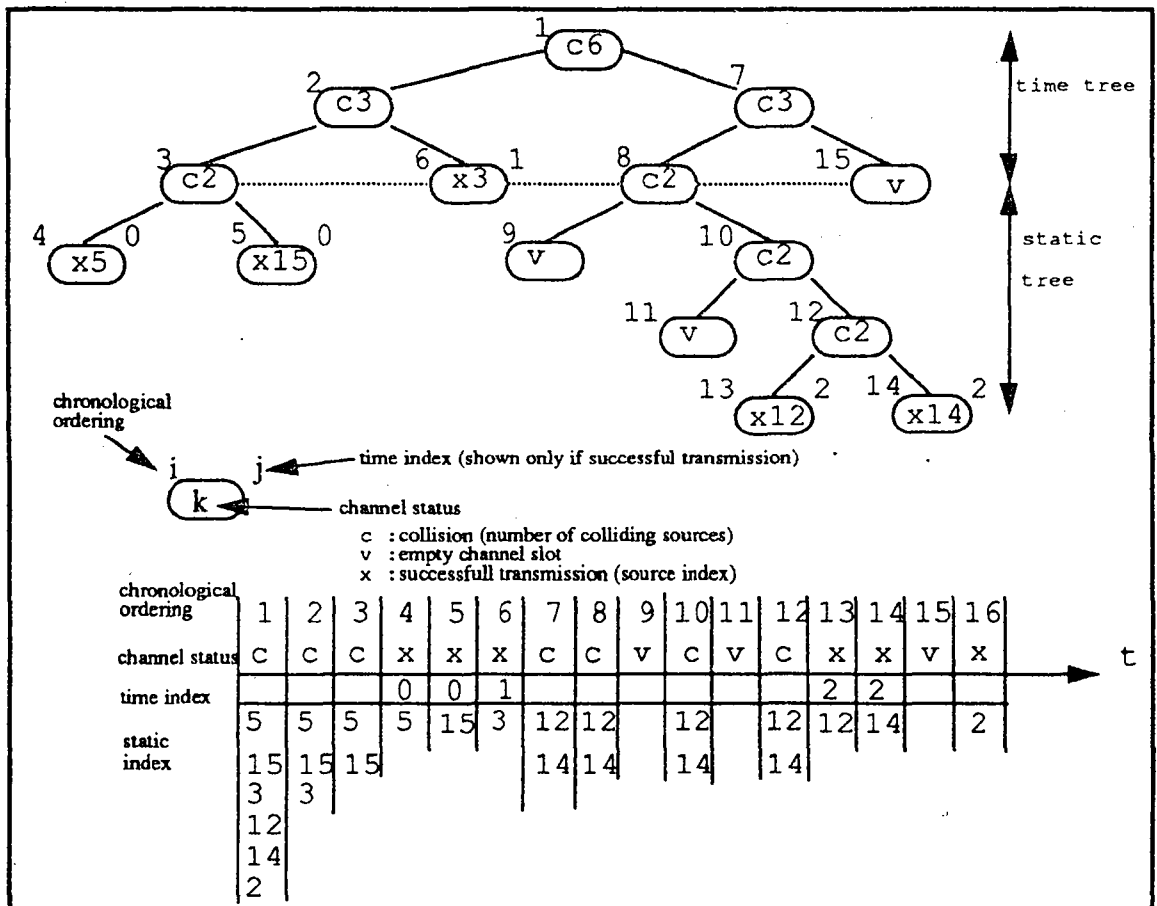 1
c6
time tree
2
c3
7
c3
3
c2
6
x3
1
8
c2
15
v
4
x5
0
5
x15
0
9
v
10
c2
static
tree
11
v
12
c2
13
x12
2
14
x14
2
chronological
ordering
i
j
time index (shown only if successful transmission)
k
channel status
c : collision (number of colliding sources)
v : empty channel slot
x : successfull transmission (source index)
chronological
ordering
1 2 3 4 5 6 7 8 9 10 11 12 13 14 15 16
channel status
C C C X X X C C V C V C X X V X
t
time index
0 0 1 2 2
static
index
5 5 5 5 15 3 12 12 12 12 12 14 2
15 15 15 14 14 14 14
3 3
12
14
2